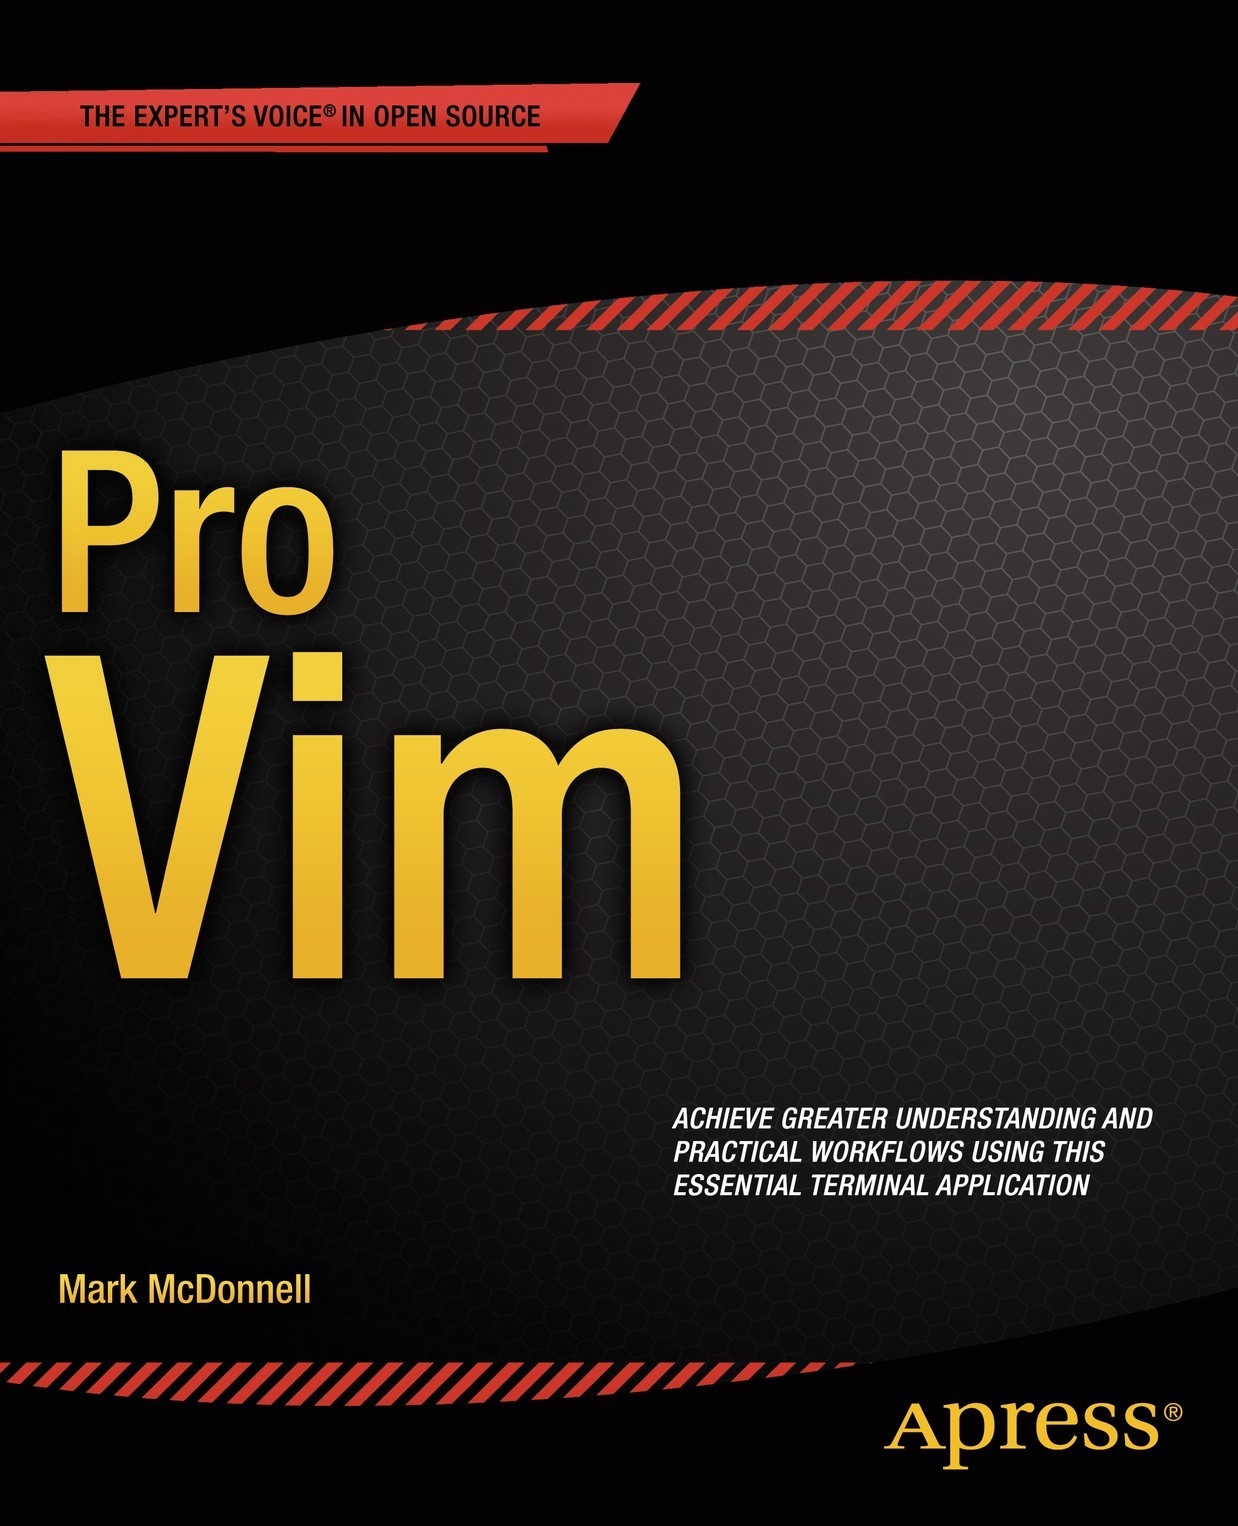 THE EXPERT’S VOICE® IN OPEN SOURCE
Pro
Vim
ACHIEVE GREATER UNDERSTANDING AND
PRACTICAL WORKFLOWS USING THIS
ESSENTIAL TERMINAL APPLICATION
Mark McDonnell
Apress®